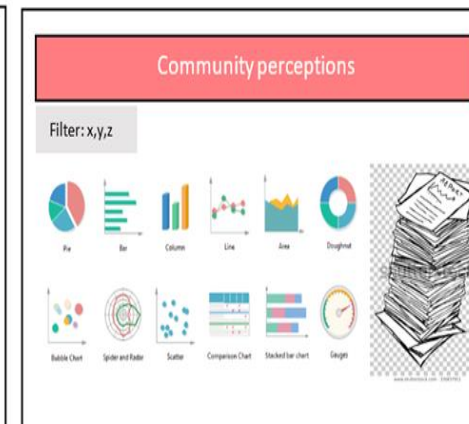 Community perceptions
Filter: x,y,z
Pie
Bar
Column
Line
Area
Doughnut
Bubble Chart
Spider and Radar
Scatter
Comparison Chart
Stacked bar chart
Gauges
REPORT